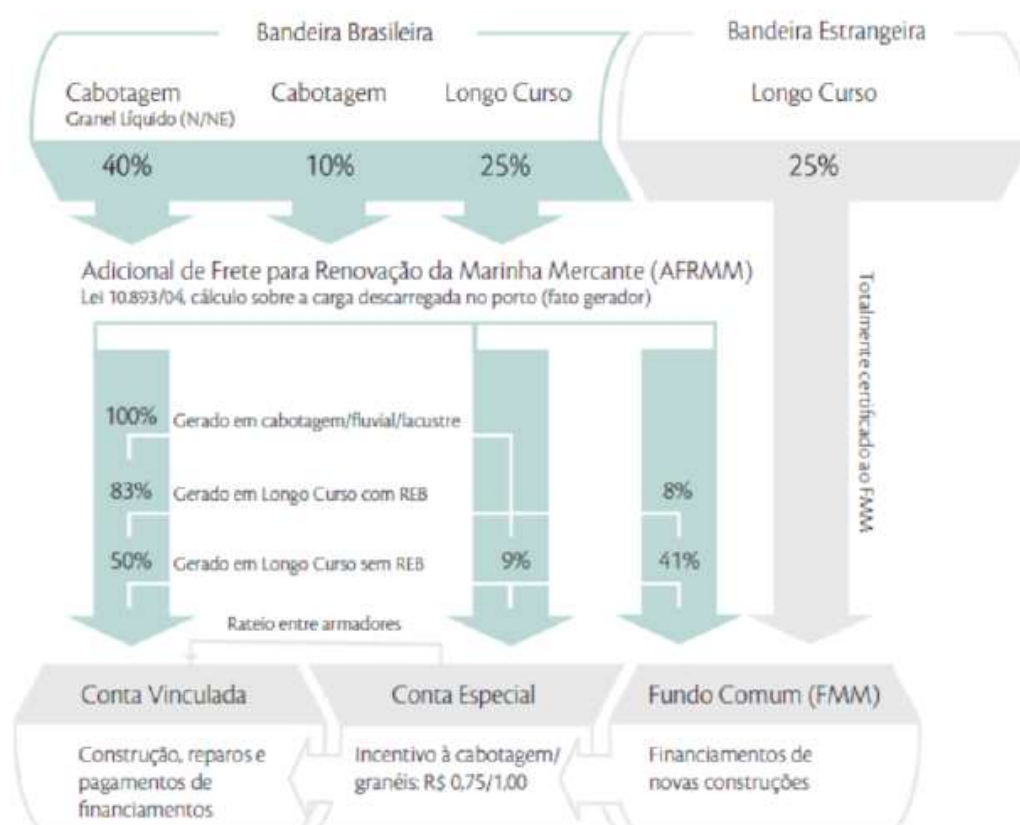 Bandeira Brasileira
Bandeira Estrangeira
Cabotagem
Granel Líquido (N/NE)
Cabotagem
Longo Curso
Longo Curso
40%
10%
25%
25%
Adicional de Frete para Renovação da Marinha Mercante (AFRMM)
Lei 10.893/04, cálculo sobre a carga descarregada no porto (fato gerador)
Totalmente certificado ao FMM
100%
Gerado em cabotagem/fluvial/lacustre
83%
Gerado em Longo Curso com REB
8%
50%
Gerado em Longo Curso sem REB
9%
41%
Rateio entre armadores
Conta Vinculada
Conta Especial
Fundo Comum (FMM)
Construção, reparos e
pagamentos de
financiamentos
Incentivo à cabotagem/
granéis: R$ 0,75/1,00
Financiamentos de
novas construções